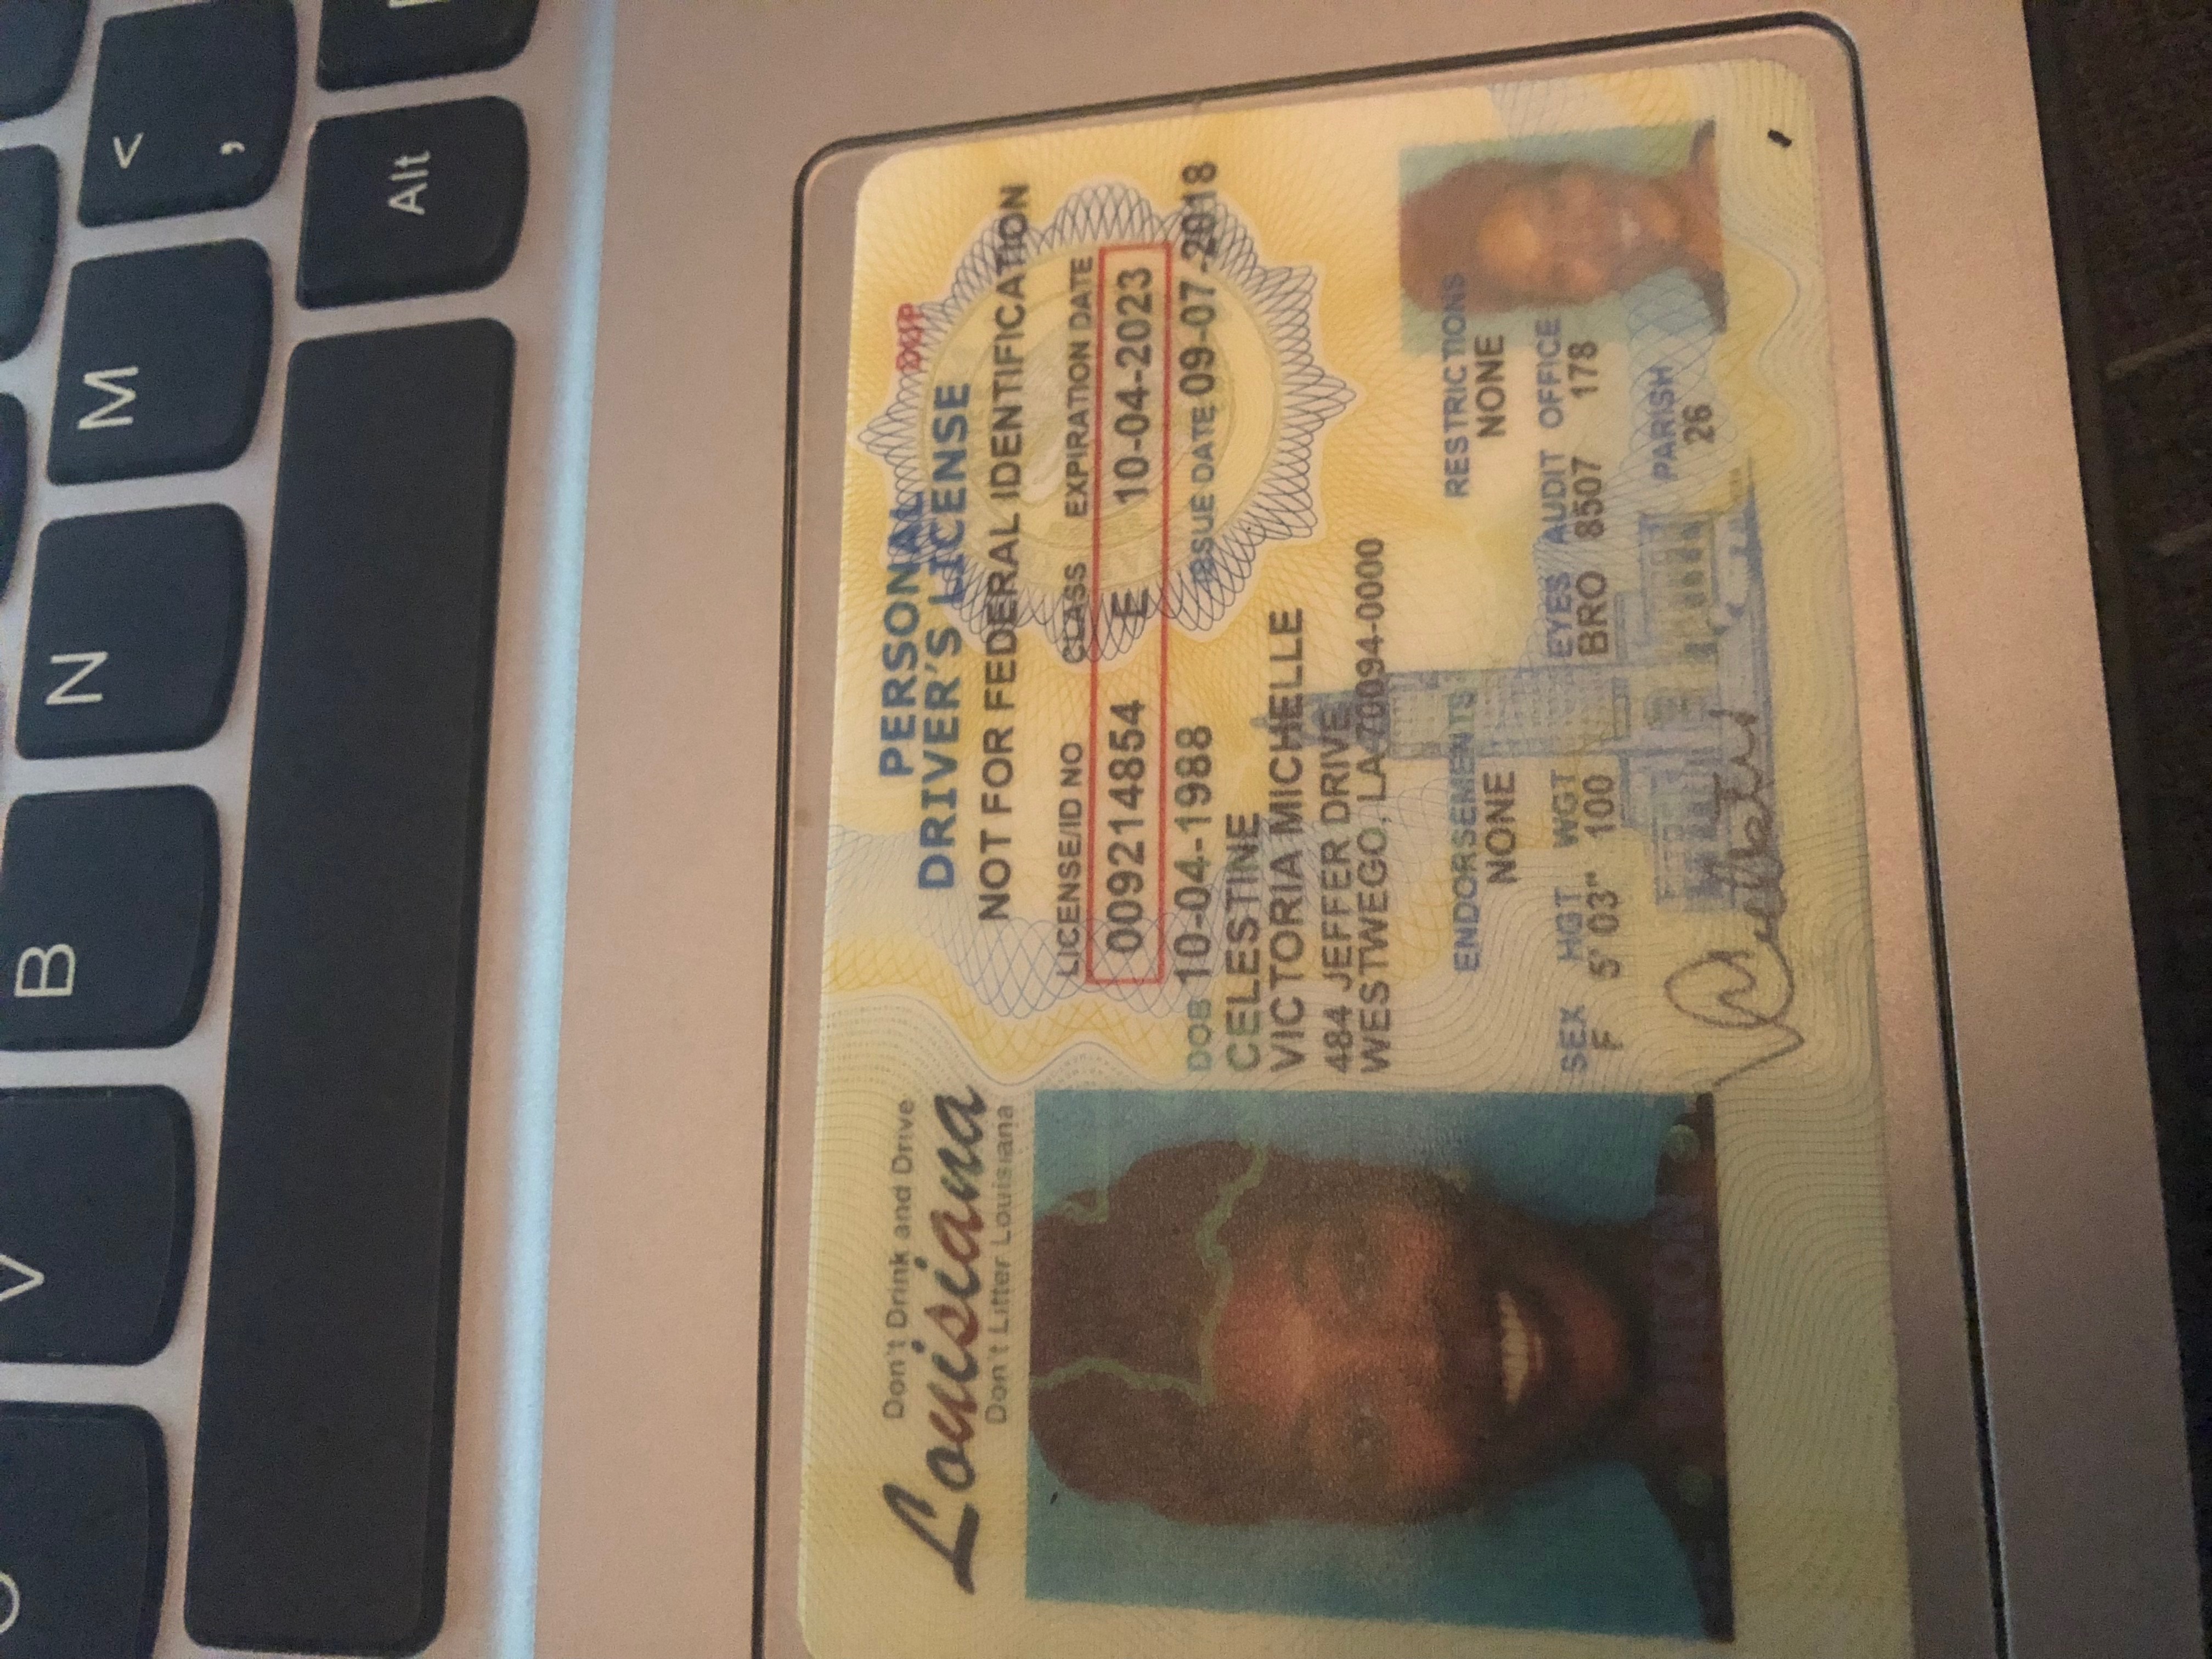 V
B
N
M
<
,
Alt
Don't Drink and Drive
Louisiana
Don't Litter Louisiana
PERSONAL
DRIVER'S LICENSE
DUP
NOT FOR FEDERAL IDENTIFICATION
LICENSE/ID NO CLASS EXPIRATION DATE
009214854 E 10-04-2023
DOB 10-04-1988 ISSUE DATE 09-07-2018
CELESTINE
VICTORIA MICHELLE
484 JEFFER DRIVE
WESTWEGO, LA 70094-0000
ENDORSEMENTS RESTRICTIONS
NONE NONE
SEX HGT WGT EYES AUDIT OFFICE
F 5' 03" 100 BRO 8507 178
PARISH
26
UNION